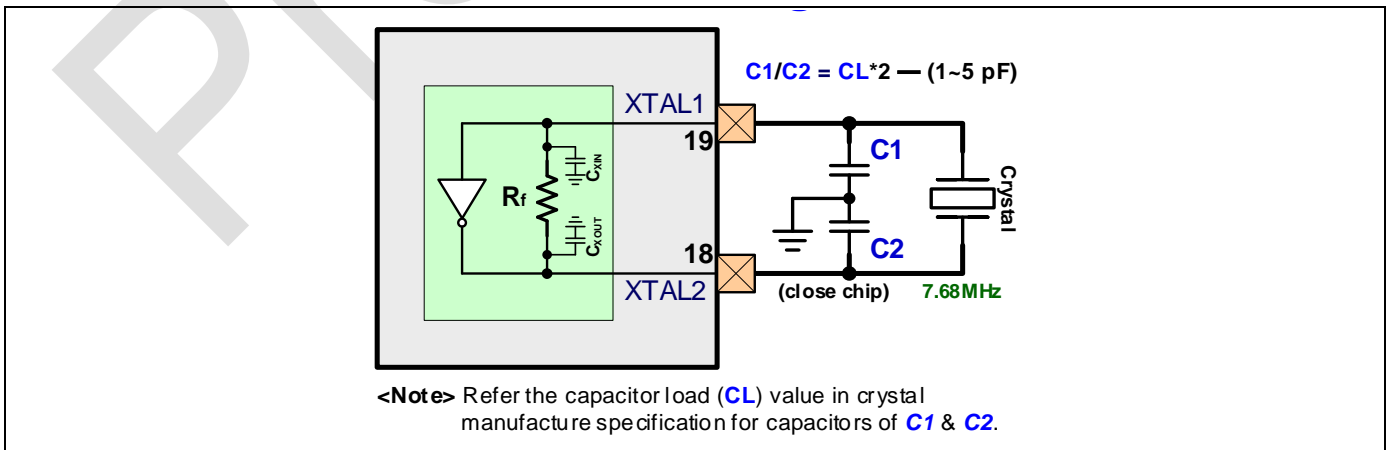 C1/C2 = CL*2 — (1~5 pF)
XTAL1
19
C1
CXIN
Rf
Crystal
CXOUT
18
C2
XTAL2
(close chip)
7.68MHz
<Note> Refer the capacitor load (CL) value in crystal
manufacture specification for capacitors of C1 & C2.